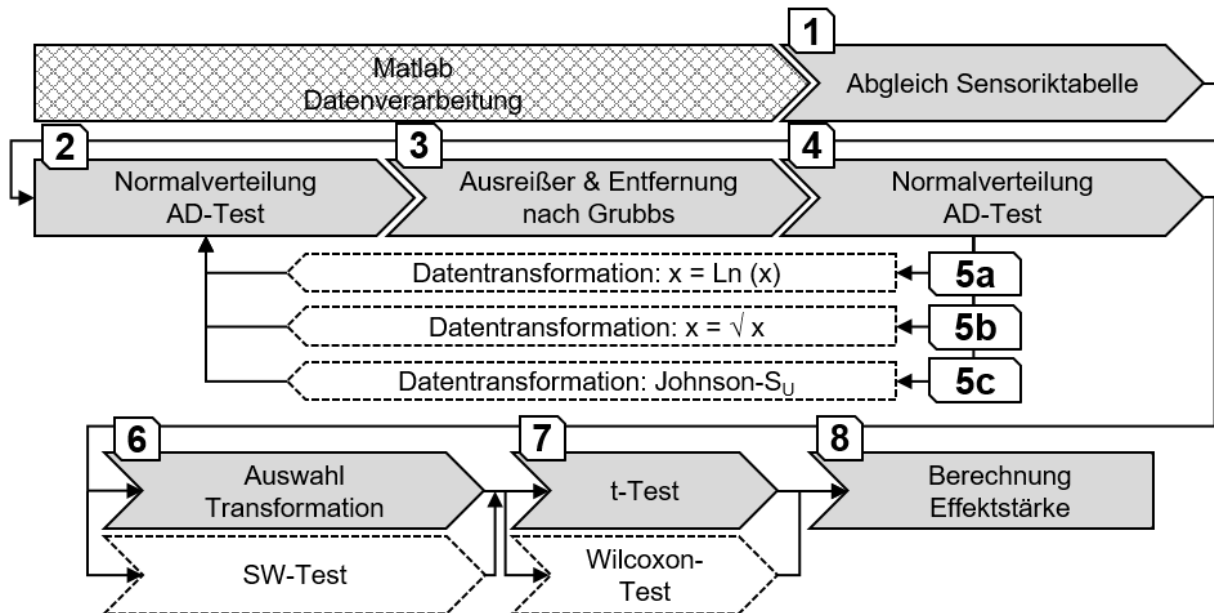 1
Matlab
Datenverarbeitung
Abgleich Sensoriktabelle
2
3
4
Normalverteilung
AD-Test
Ausreißer & Entfernung
nach Grubbs
Normalverteilung
AD-Test
Datentransformation: x = Ln (x)
5a
Datentransformation: x = √ x
5b
Datentransformation: Johnson-SU
5c
6
7
8
Auswahl
Transformation
t-Test
Berechnung
Effektstärke
SW-Test
Wilcoxon-
Test